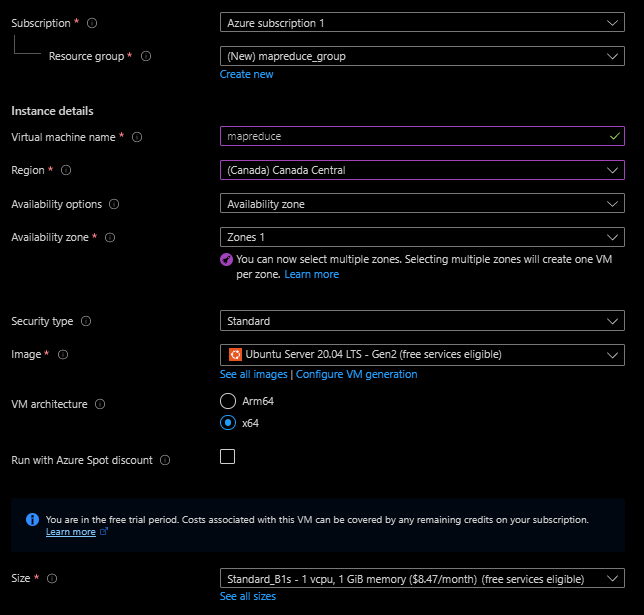 Subscription *
Azure subscription 1
Resource group *
(New) mapreduce_group
Create new
Instance details
Virtual machine name *
mapreduce
Region *
(Canada) Canada Central
Availability options
Availability zone
Availability zone *
Zones 1
You can now select multiple zones. Selecting multiple zones will create one VM
per zone. Learn more
Security type
Standard
Image *
Ubuntu Server 20.04 LTS - Gen2 (free services eligible)
See all images | Configure VM generation
VM architecture
Arm64
x64
Run with Azure Spot discount
You are in the free trial period. Costs associated with this VM can be covered by any remaining credits on your subscription.
Learn more
Size *
Standard_B1s - 1 vcpu, 1 GiB memory ($8.47/month) (free services eligible)
See all sizes